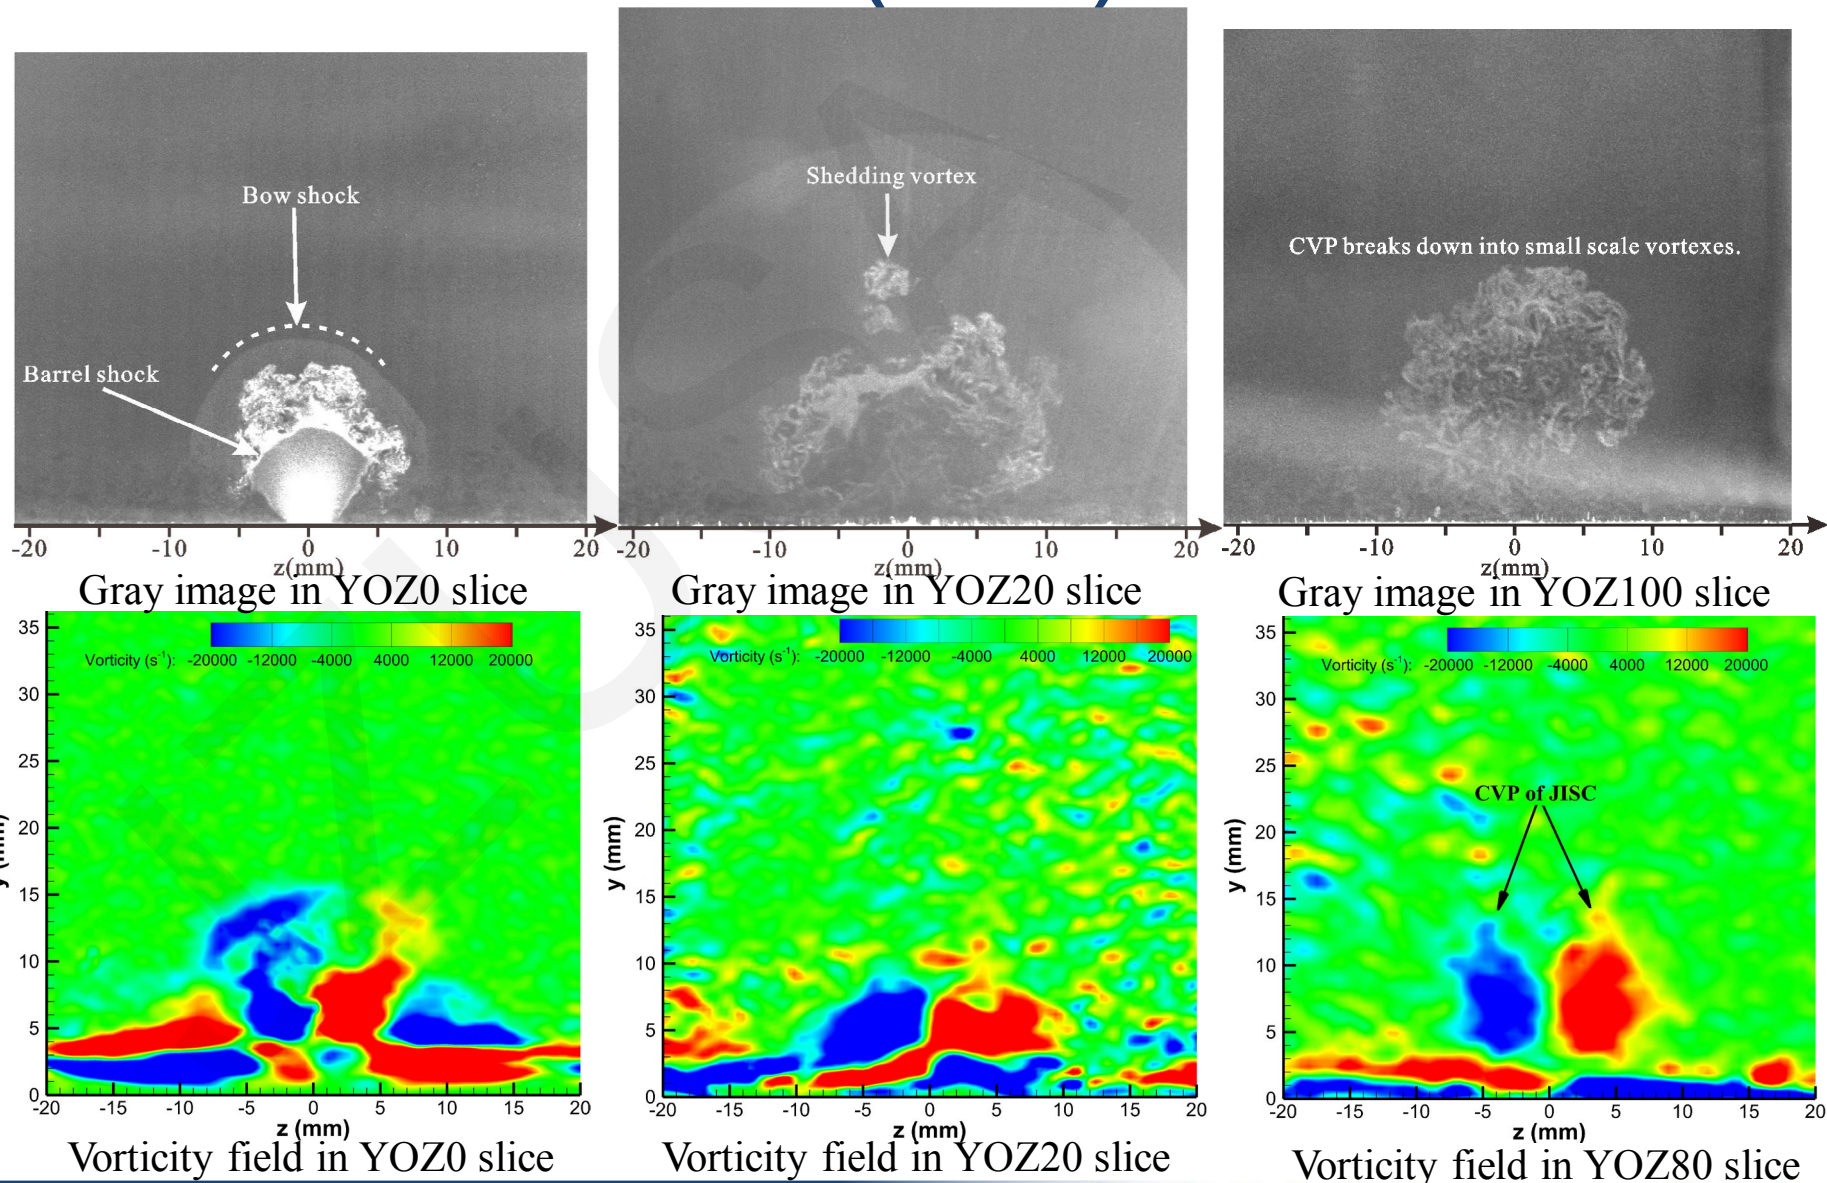 Bow shock
Barrel shock
-20 -10 0 10 20
z(mm)
Gray image in YOZ0 slice
Shedding vortex
-20 -10 0 10 20
z(mm)
Gray image in YOZ20 slice
CVP breaks down into small scale vortexes.
-20 -10 0 10 20
z(mm)
Gray image in YOZ100 slice
Vorticity (s⁻¹): -20000 -12000 -4000 4000 12000 20000
35
30
25
20
15
10
5
0
-20 -15 -10 -5 0 5 10 15 20
z (mm)
Vorticity field in YOZ0 slice
Vorticity (s⁻¹): -20000 -12000 -4000 4000 12000 20000
y (mm)
35
30
25
20
15
10
5
0
-20 -15 -10 -5 0 5 10 15 20
z (mm)
Vorticity field in YOZ20 slice
Vorticity (s⁻¹): -20000 -12000 -4000 4000 12000 20000
CVP of JISC
y (mm)
35
30
25
20
15
10
5
0
-20 -15 -10 -5 0 5 10 15 20
z (mm)
Vorticity field in YOZ80 slice